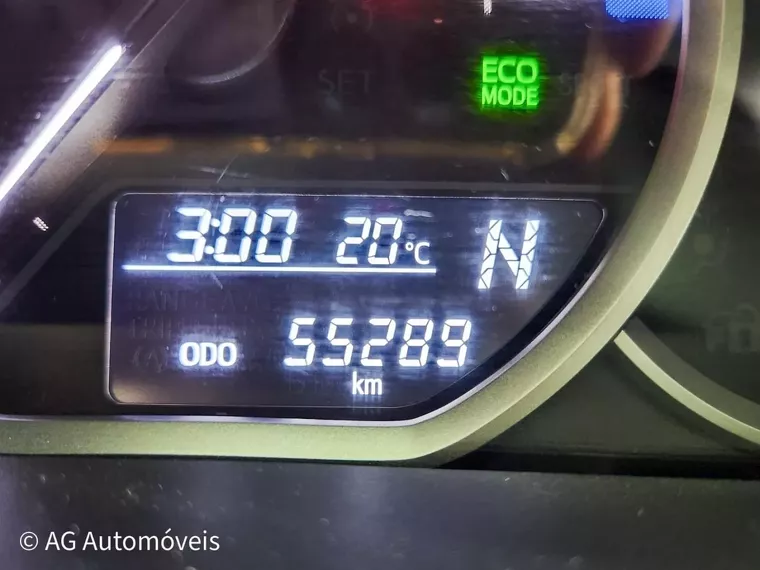 ECO
MODE
3:00 20°C N
ODO 55289
km
© AG Automóveis